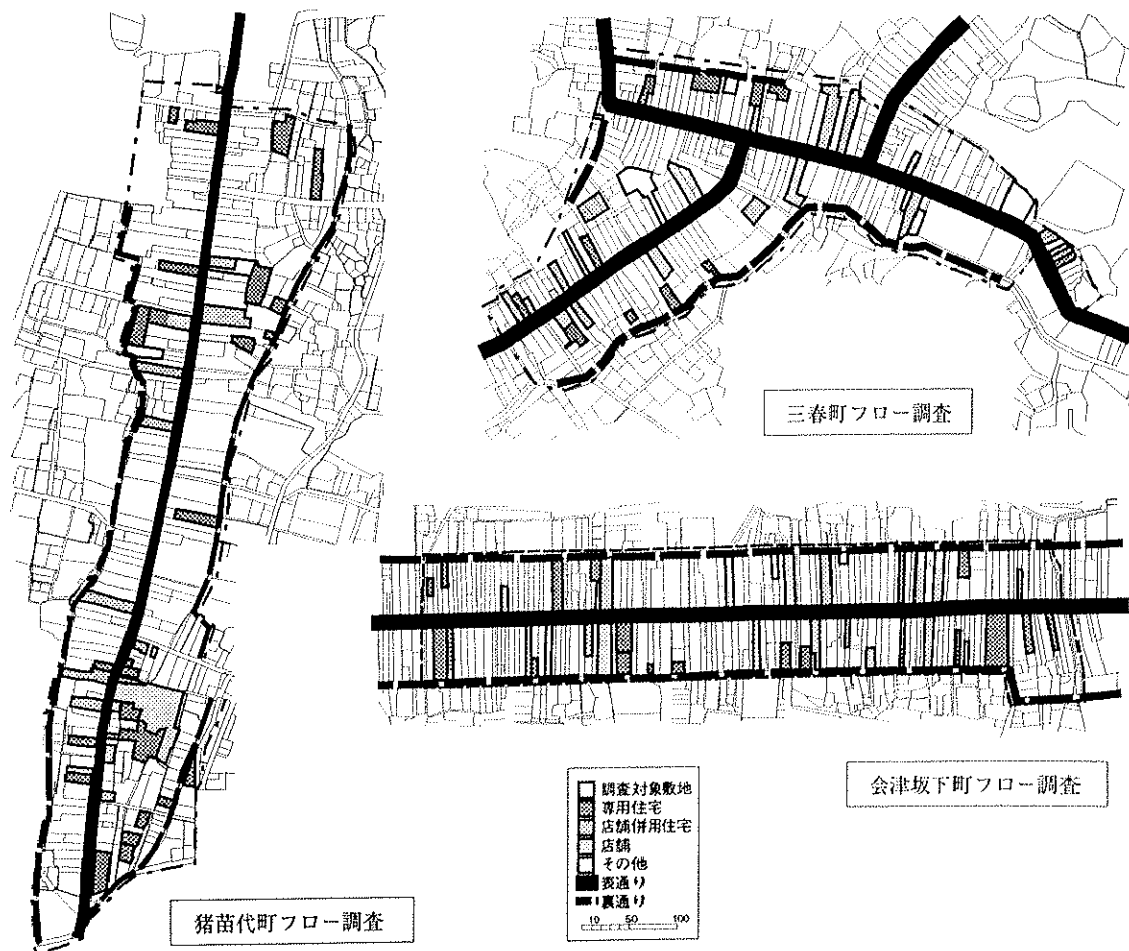 三春町フロー調査
会津坂下町フロー調査
猪苗代町フロー調査
調査対象敷地
専用住宅
店舗併用住宅
店舗
その他
表通り
裏通り
10 50 100